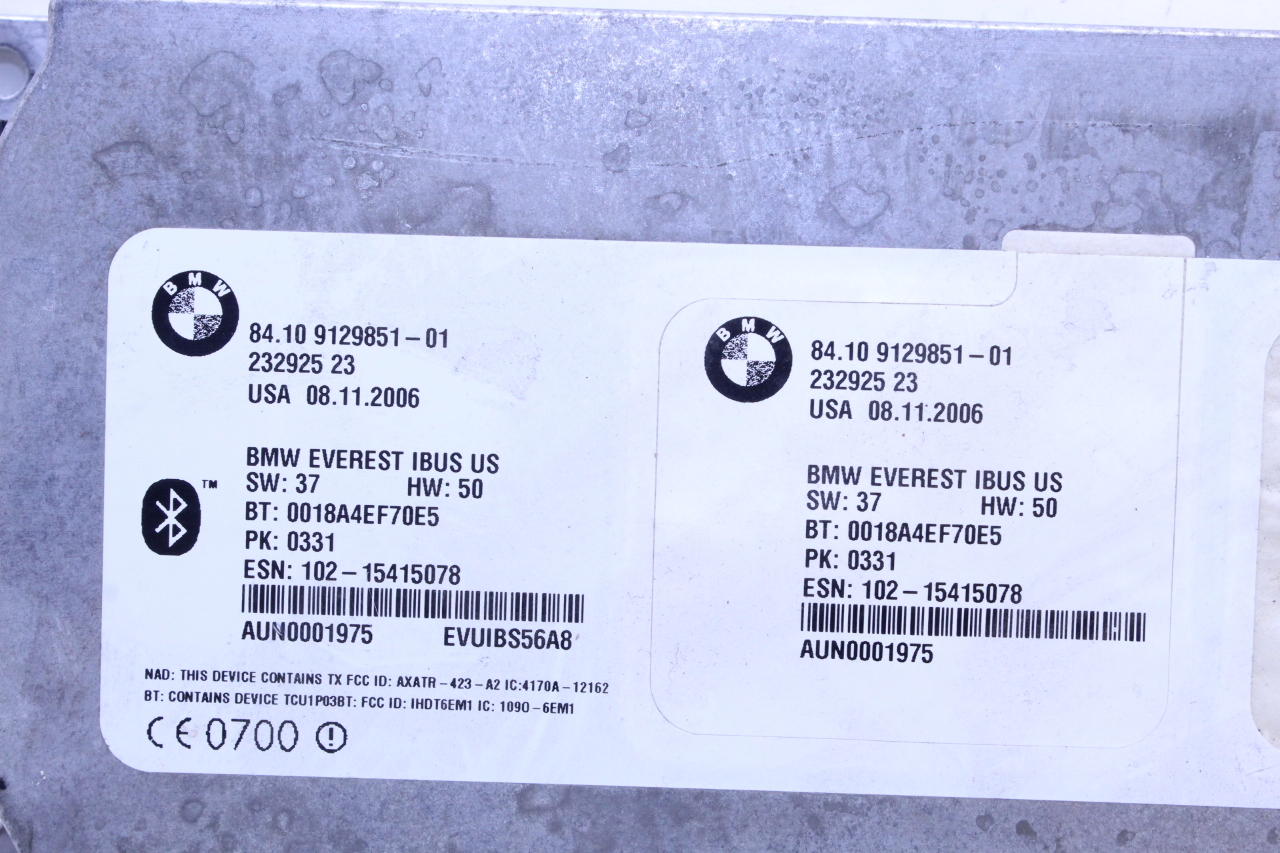 BMW
84.10 9129851-01
232925 23
USA 08.11.2006
BMW EVEREST IBUS US
SW: 37 HW: 50
BT: 0018A4EF70E5
PK: 0331
ESN: 102-15415078
AUN0001975 EVUIBS56A8
TM
NAD: THIS DEVICE CONTAINS TX FCC ID: AXATR-423-A2 IC:4170A-12162
BT: CONTAINS DEVICE TCU1P03BT: FCC ID: IHDT6EM1 IC: 1090-6EM1
CE0700
BMW
84.10 9129851-01
232925 23
USA 08.11.2006
BMW EVEREST IBUS US
SW: 37 HW: 50
BT: 0018A4EF70E5
PK: 0331
ESN: 102-15415078
AUN0001975